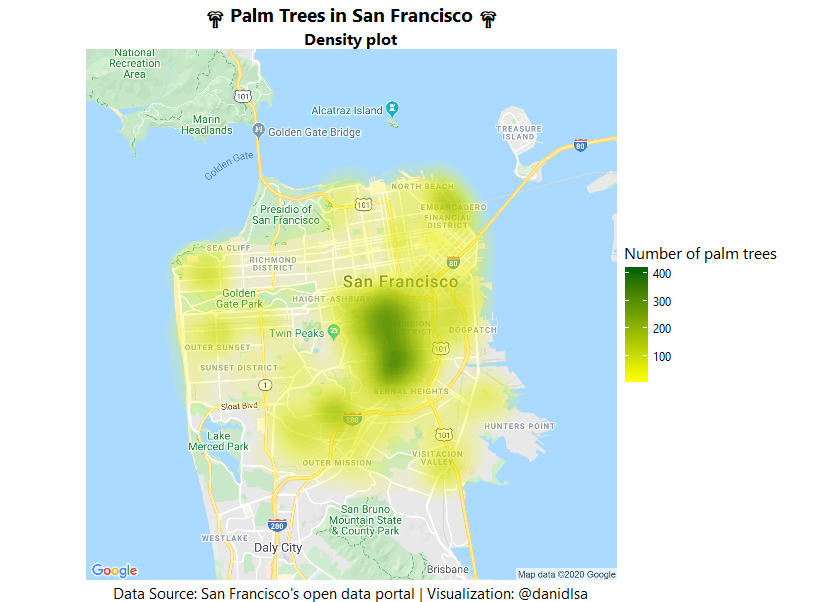 🌴 Palm Trees in San Francisco 🌴
Density plot
National
Recreation
Area
101
Marin
Headlands
Alcatraz Island
Golden Gate Bridge
TREASURE
ISLAND
80
Golden Gate
NORTH BEACH
101
Presidio of
San Francisco
EMBARCADERO
FINANCIAL
DISTRICT
SEA CLIFF
RICHMOND
DISTRICT
80
San Francisco
Golden
Gate Park
HAIGHT-ASHBURY
Twin Peaks
MISSION
DISTRICT
DOGPATCH
OUTER SUNSET
101
SUNSET DISTRICT
1
BERNAL HEIGHTS
Sloat Blvd
280
HUNTERS POINT
Lake
Merced Park
101
OUTER MISSION
VISITACION
VALLEY
San Bruno
Mountain State
& County Park
280
WESTLAKE
Daly City
Brisbane
Google
Map data ©2020 Google
Number of palm trees
400
300
200
100
Data Source: San Francisco's open data portal | Visualization: @danidlsa